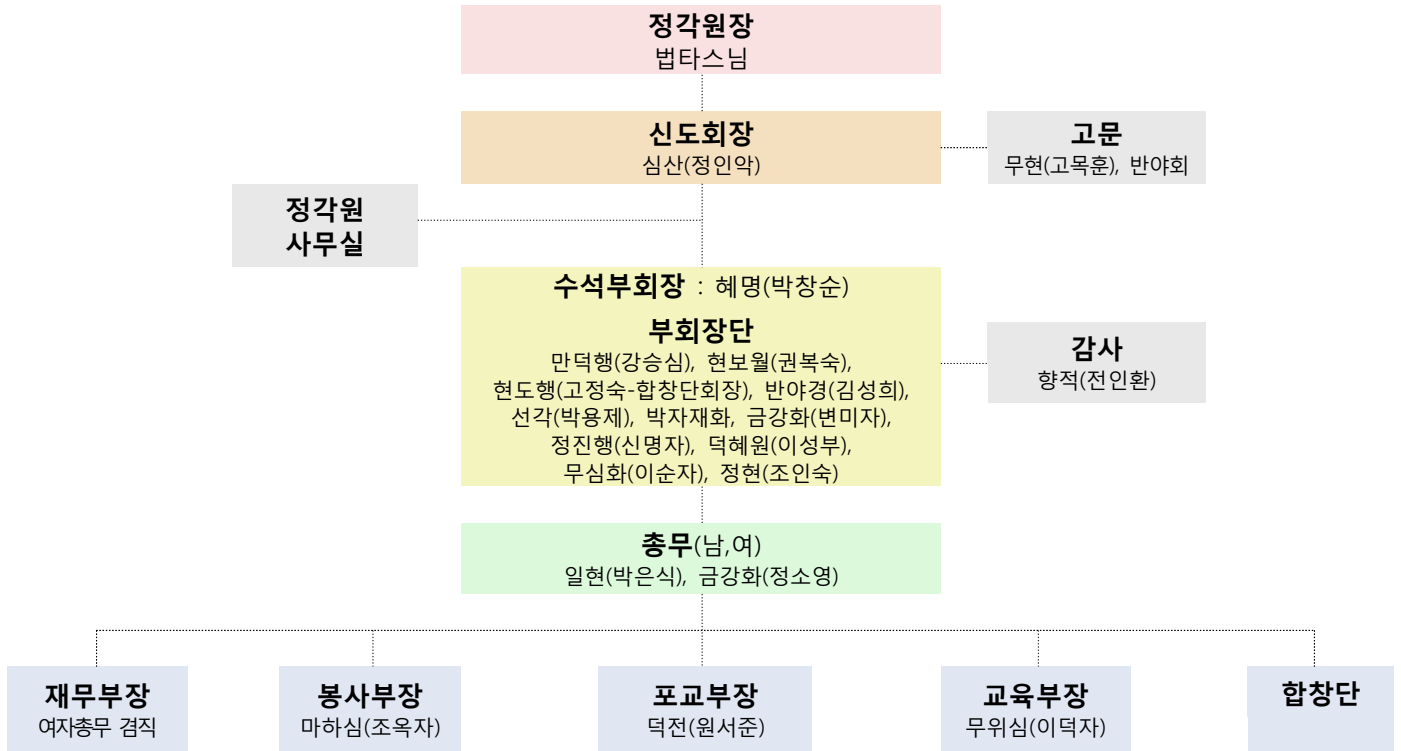 정각원장
법타스님
신도회장
심산(정인악)
고문
무현(고목훈), 반야회
정각원
사무실
수석부회장 : 혜명(박창순)
부회장단
만덕행(강승심), 현보월(권복숙),
현도행(고정숙-합창단회장), 반야경(김성희),
선각(박용제), 박자재화, 금강화(변미자),
정진행(신명자), 덕혜원(이성부),
무심화(이순자), 정현(조인숙)
감사
향적(전인환)
총무(남,여)
일현(박은식), 금강화(정소영)
재무부장
여자총무 겸직
봉사부장
마하심(조옥자)
포교부장
덕전(원서준)
교육부장
무위심(이덕자)
합창단